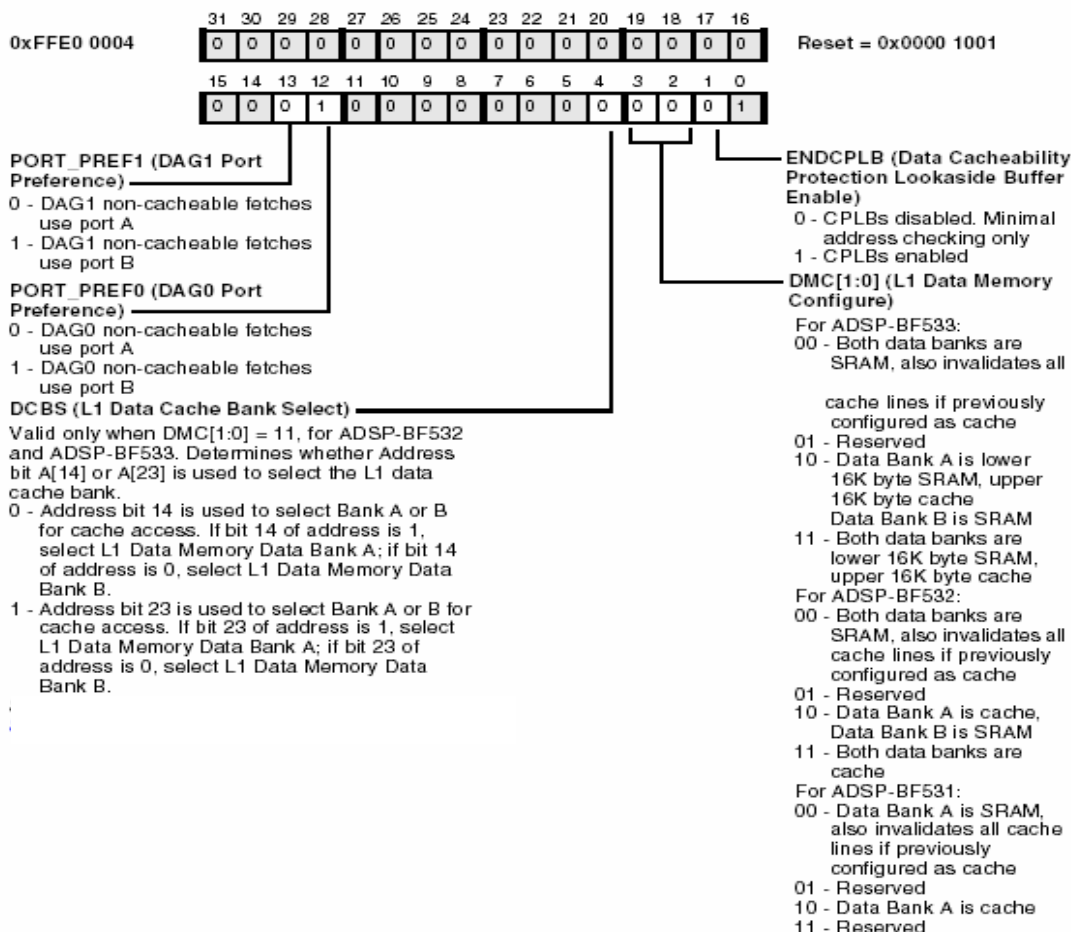 31 30 29 28 27 26 25 24 23 22 21 20 19 18 17 16
0xFFE0 0004
0 0 0 0 0 0 0 0 0 0 0 0 0 0 0 0
Reset = 0x0000 1001
15 14 13 12 11 10 9 8 7 6 5 4 3 2 1 0
0 0 0 1 0 0 0 0 0 0 0 0 0 0 0 1
PORT_PREF1 (DAG1 Port
Preference)
0 - DAG1 non-cacheable fetches
use port A
1 - DAG1 non-cacheable fetches
use port B
PORT_PREF0 (DAG0 Port
Preference)
0 - DAG0 non-cacheable fetches
use port A
1 - DAG0 non-cacheable fetches
use port B
DCBS (L1 Data Cache Bank Select)
Valid only when DMC[1:0] = 11, for ADSP-BF532
and ADSP-BF533. Determines whether Address
bit A[14] or A[23] is used to select the L1 data
cache bank.
0 - Address bit 14 is used to select Bank A or B
for cache access. If bit 14 of address is 1,
select L1 Data Memory Data Bank A; if bit 14
of address is 0, select L1 Data Memory Data
Bank B.
1 - Address bit 23 is used to select Bank A or B for
cache access. If bit 23 of address is 1, select
L1 Data Memory Data Bank A; if bit 23 of
address is 0, select L1 Data Memory Data
Bank B.
ENDCPLB (Data Cacheability
Protection Lookaside Buffer
Enable)
0 - CPLBs disabled. Minimal
address checking only
1 - CPLBs enabled
DMC[1:0] (L1 Data Memory
Configure)
For ADSP-BF533:
00 - Both data banks are
SRAM, also invalidates all
cache lines if previously
configured as cache
01 - Reserved
10 - Data Bank A is lower
16K byte SRAM, upper
16K byte cache
Data Bank B is SRAM
11 - Both data banks are
lower 16K byte SRAM,
upper 16K byte cache
For ADSP-BF532:
00 - Both data banks are
SRAM, also invalidates all
cache lines if previously
configured as cache
01 - Reserved
10 - Data Bank A is cache,
Data Bank B is SRAM
11 - Both data banks are
cache
For ADSP-BF531:
00 - Data Bank A is SRAM,
also invalidates all cache
lines if previously
configured as cache
01 - Reserved
10 - Data Bank A is cache
11 - Reserved